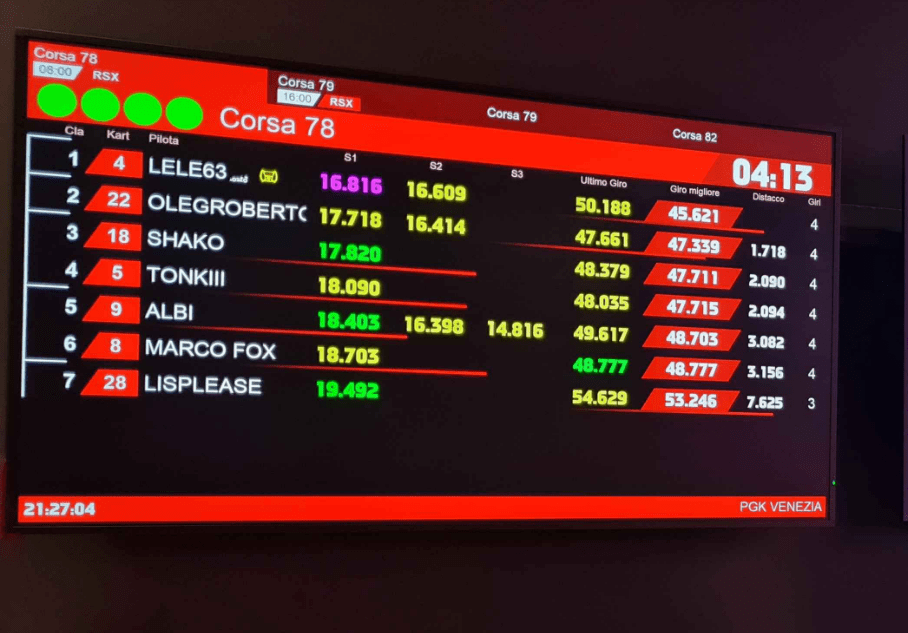 Corsa 78
08:00 RSX
Corsa 79
16:00 RSX
Corsa 79
Corsa 82
Corsa 78
04:13
Cla Kart Pilota S1 S2 S3 Ultimo Giro Giro migliore Distacco Giri
1 4 LELE63 16.816 16.609 50.188 45.621 4
2 22 OLEGROBERTO 17.718 16.414 47.661 47.339 1.718 4
3 18 SHAKO 17.820 48.379 47.711 2.090 4
4 5 TONKIII 18.090 48.035 47.715 2.094 4
5 9 ALBI 18.403 16.398 14.816 49.617 48.703 3.082 4
6 8 MARCO FOX 18.703 48.777 48.777 3.156 4
7 28 LISPLEASE 19.492 54.629 53.246 7.625 3
21:27:04 PGK VENEZIA